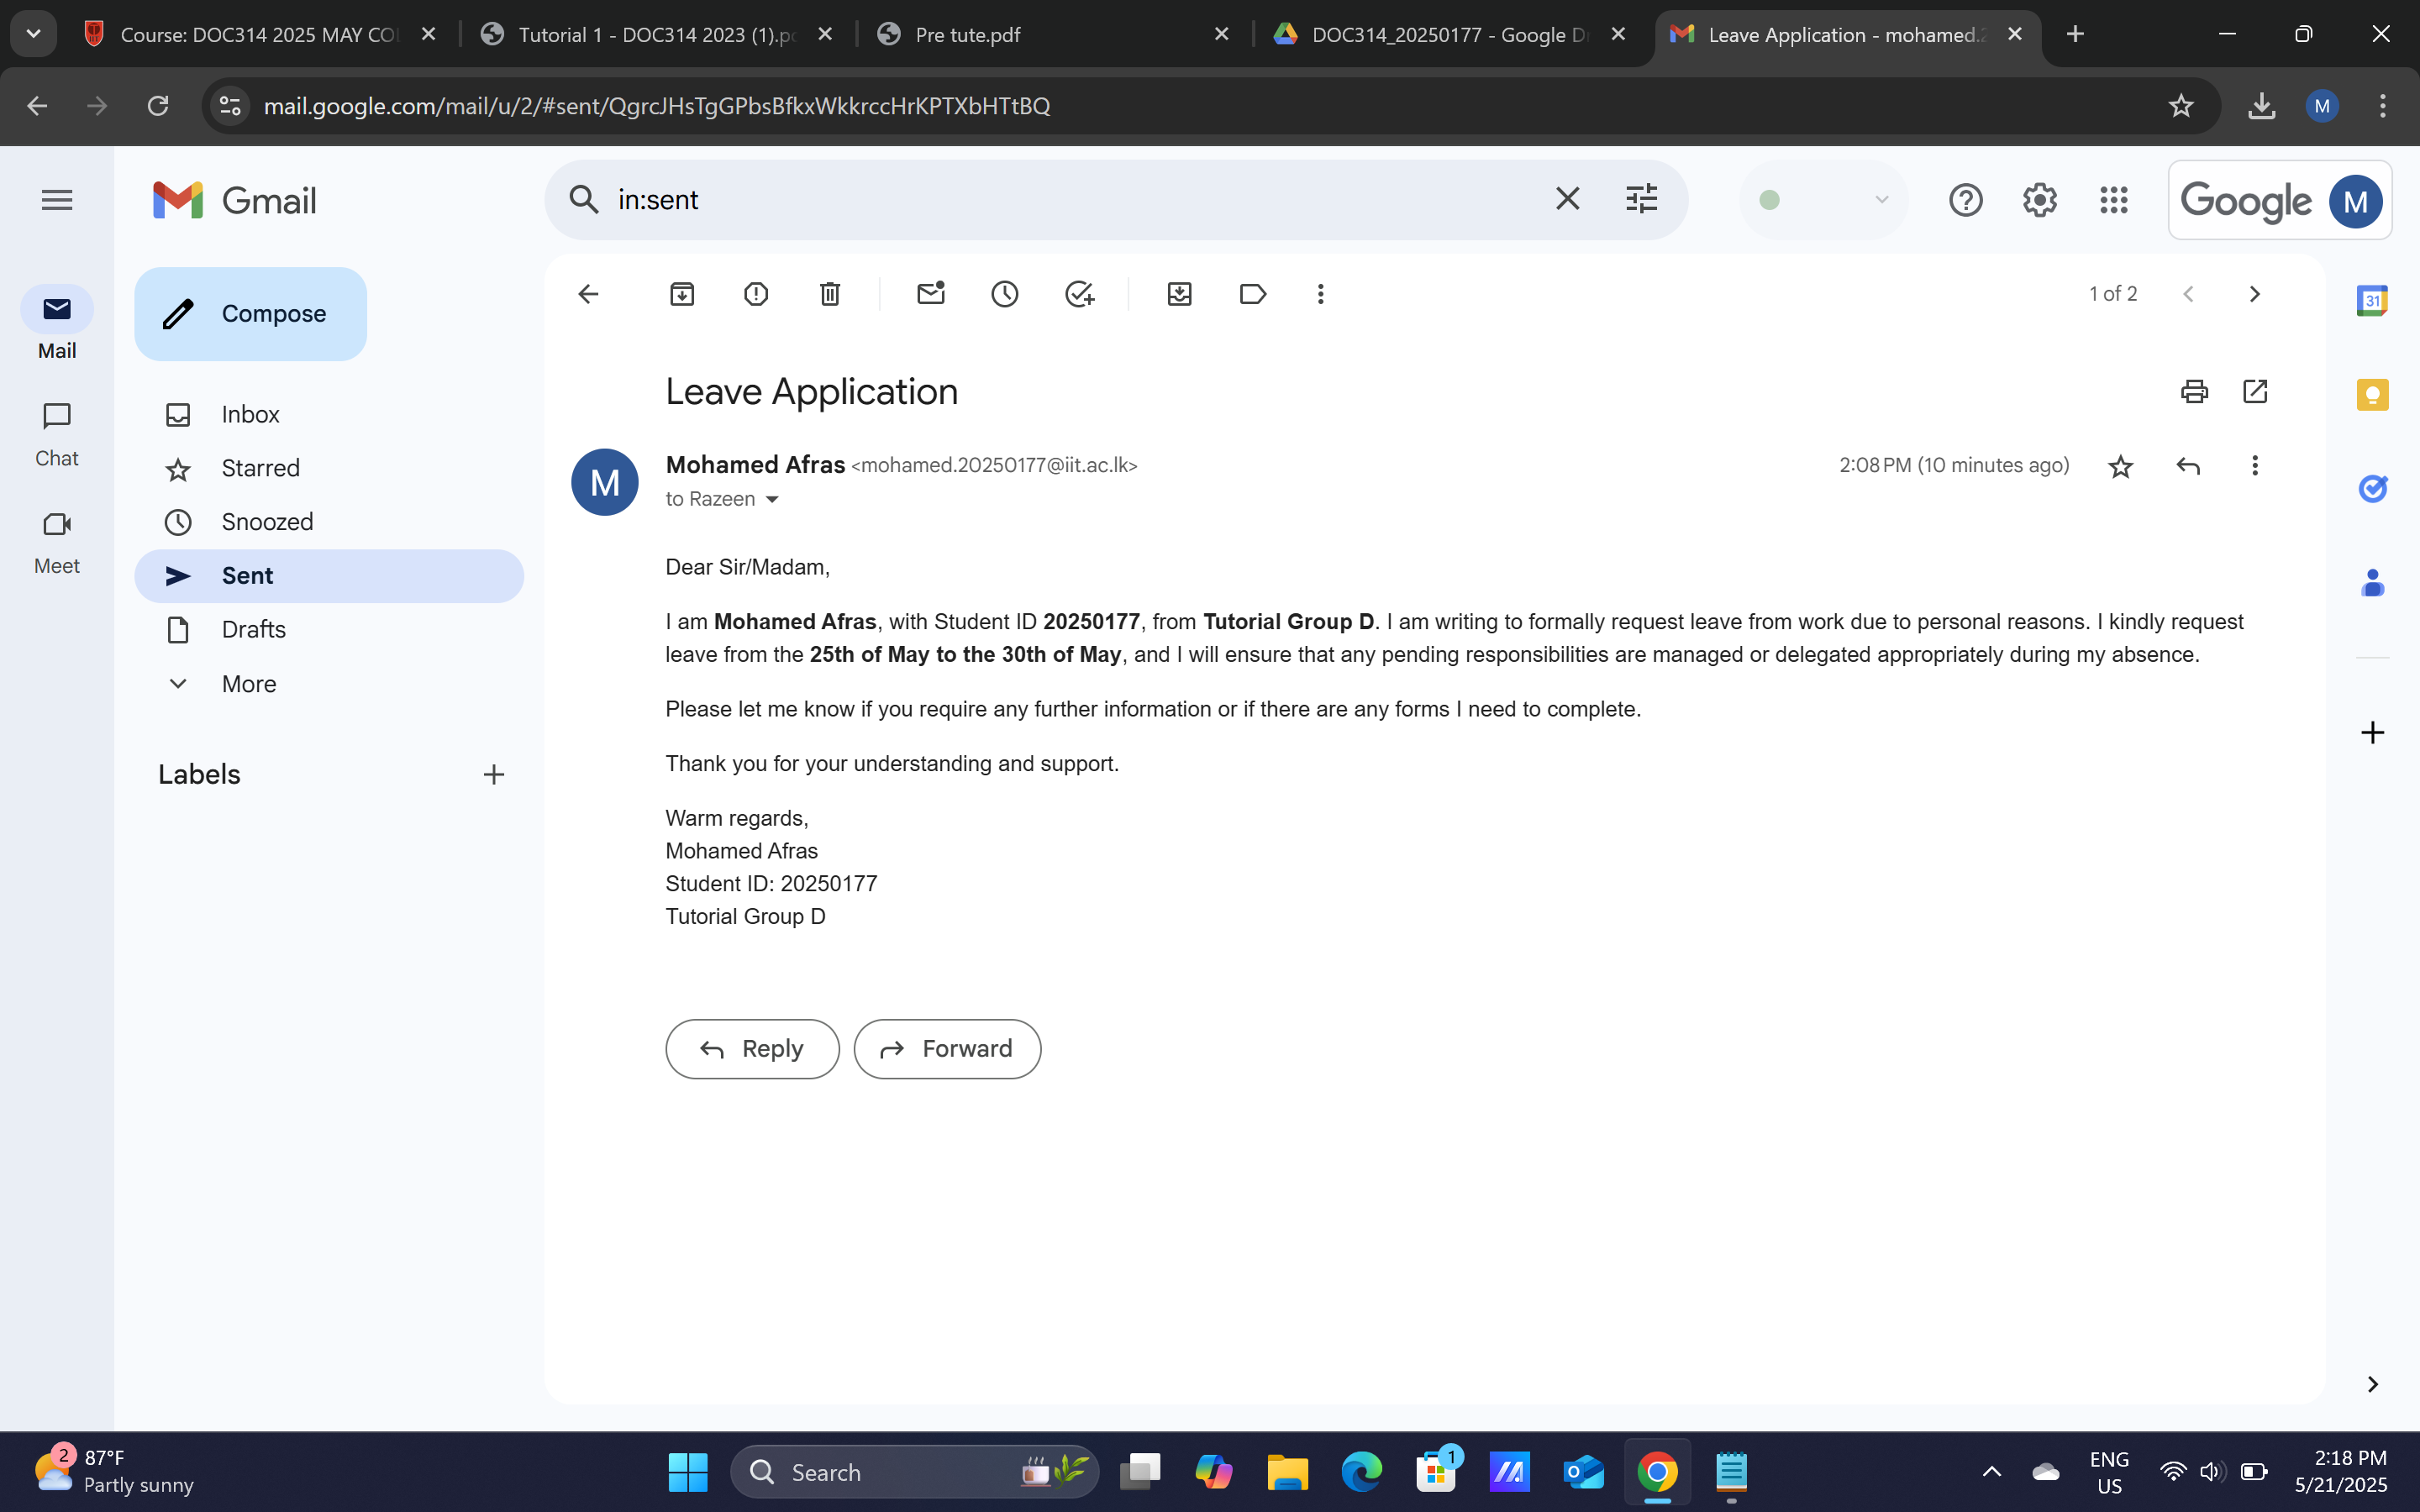 Course: DOC314 2025 MAY CO
Tutorial 1 - DOC314 2023 (1).p
Pre tute.pdf
DOC314_20250177 - Google D
Leave Application - mohamed.2
mail.google.com/mail/u/2/#sent/QgrcJHsTgGPbsBfkxWkkrccHrKPTXbHTtBQ
M
Gmail
in:sent
Google
M
Compose
1 of 2
31
Mail
Inbox
Leave Application
Chat
Starred
M
Mohamed Afras <mohamed.20250177@iit.ac.lk>
2:08 PM (10 minutes ago)
to Razeen
Snoozed
Meet
Sent
Dear Sir/Madam,
Drafts
I am Mohamed Afras, with Student ID 20250177, from Tutorial Group D. I am writing to formally request leave from work due to personal reasons. I kindly request
leave from the 25th of May to the 30th of May, and I will ensure that any pending responsibilities are managed or delegated appropriately during my absence.
More
Please let me know if you require any further information or if there are any forms I need to complete.
Labels
Thank you for your understanding and support.
Warm regards,
Mohamed Afras
Student ID: 20250177
Tutorial Group D
Reply
Forward
2
87°F
Partly sunny
Search
1
ENG
US
2:18 PM
5/21/2025